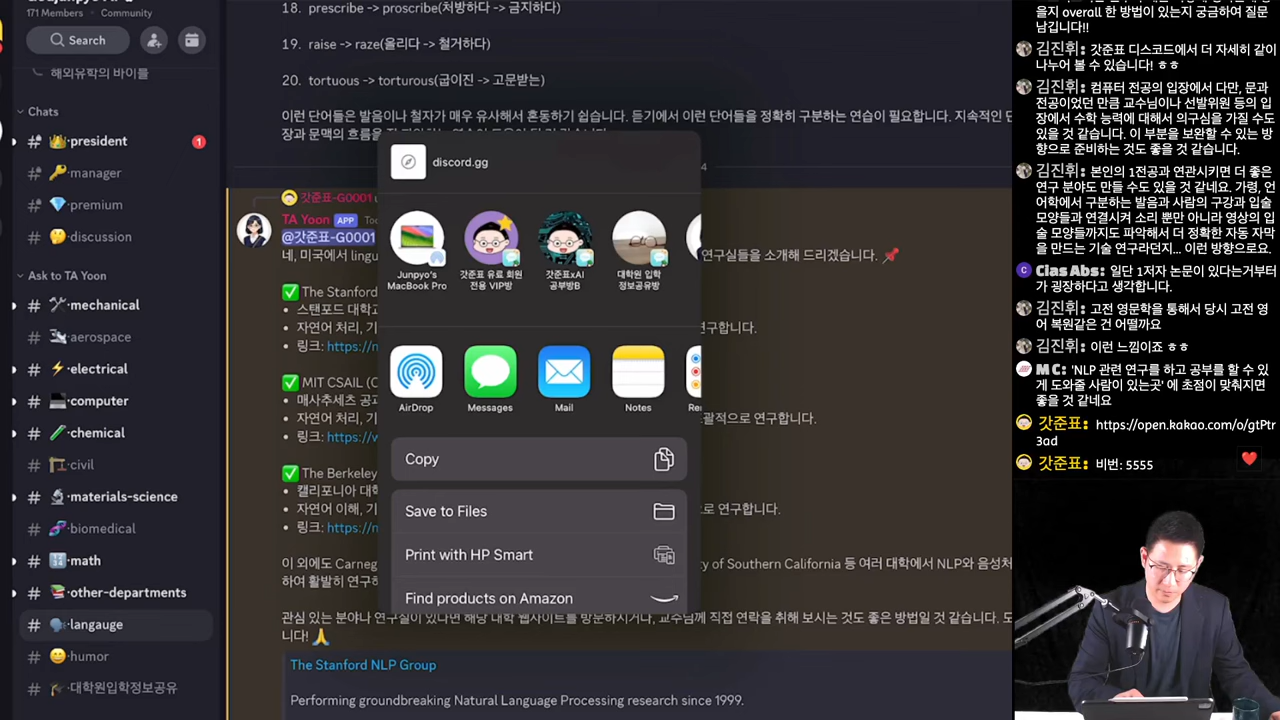 171 Members · Community
Search
해외유학의 바이블
Chats
president
1
manager
premium
discussion
Ask to TA Yoon
mechanical
aerospace
electrical
computer
chemical
civil
materials-science
biomedical
math
other-departments
langauge
humor
대학원입학정보공유
18. prescribe -> proscribe(처방하다 -> 금지하다)
19. raise -> raze(올리다 -> 철거하다)
20. tortuous -> torturous(굽이진 -> 고문받는)
이런 단어들은 발음이나 철자가 매우 유사해서 혼동하기 쉽습니다. 듣기에서 이런 단어들을 정확히 구분하는 연습이 필요합니다. 지속적인 단
4
갓준표-G0001
TA Yoon APP
@갓준표-G0001
네, 미국에서 lingu
연구실들을 소개해 드리겠습니다.
The Stanford
스탠포드 대학교
자연어 처리, 기
구합니다.
링크: https://n
MIT CSAIL (C
매사추세츠 공과
자연어 처리, 기
괄적으로 연구합니다.
링크: https://w
The Berkeley
캘리포니아 대학
자연어 이해, 기
로 연구합니다.
링크: https://n
이 외에도 Carneg
ty of Southern California 등 여러 대학에서 NLP와 음성처
하여 활발히 연구하
관심 있는 분야나 연구실이 있다면 해당 대학 웹사이트를 방문하시거나, 교수님께 직접 연락을 취해 보시는 것도 좋은 방법일 것 같습니다. 도
니다!
The Stanford NLP Group
Performing groundbreaking Natural Language Processing research since 1999.
discord.gg
Junpyo's
MacBook Pro
갓준표 유료 회원
전용 VIP방
갓준표xAI
공부방B
대학원 입학
정보공유방
AirDrop
Messages
Mail
Notes
Re
Copy
Save to Files
Print with HP Smart
Find products on Amazon
을지 overall 한 방법이 있는지 궁금하여 질문
남깁니다!!
김진휘: 갓준표 디스코드에서 더 자세히 같이
나누어 볼 수 있습니다! ㅎㅎ
김진휘: 컴퓨터 전공의 입장에서 다만, 문과
전공이었던 만큼 교수님이나 선발위원 등의 입
장에서 수학 능력에 대해서 의구심을 가질 수도
있을 것 같습니다. 이 부분을 보완할 수 있는 방
향으로 준비하는 것도 좋을 것 같습니다.
김진휘: 본인의 1전공과 연관시키면 더 좋은
연구 분야도 만들 수도 있을 것 같네요. 가령, 언
어학에서 구분하는 발음과 사람의 구강과 입술
모양들과 연결시켜 소리 뿐만 아니라 영상의 입
술 모양들까지도 파악해서 더 정확한 자동 자막
을 만드는 기술 연구라던지... 이런 방향으로요.
C Clas Abs: 일단 1저자 논문이 있다는거부터
가 굉장하다고 생각합니다.
김진휘: 고전 영문학을 통해서 당시 고전 영
어 복원같은 건 어떨까요
김진휘: 이런 느낌이죠 ㅎㅎ
M C: 'NLP 관련 연구를 하고 공부를 할 수 있
게 도와줄 사람이 있는곳' 에 초점이 맞춰지면
좋을 것 같네요
갓준표: https://open.kakao.com/o/gtPtr
3ad
갓준표: 비번: 5555